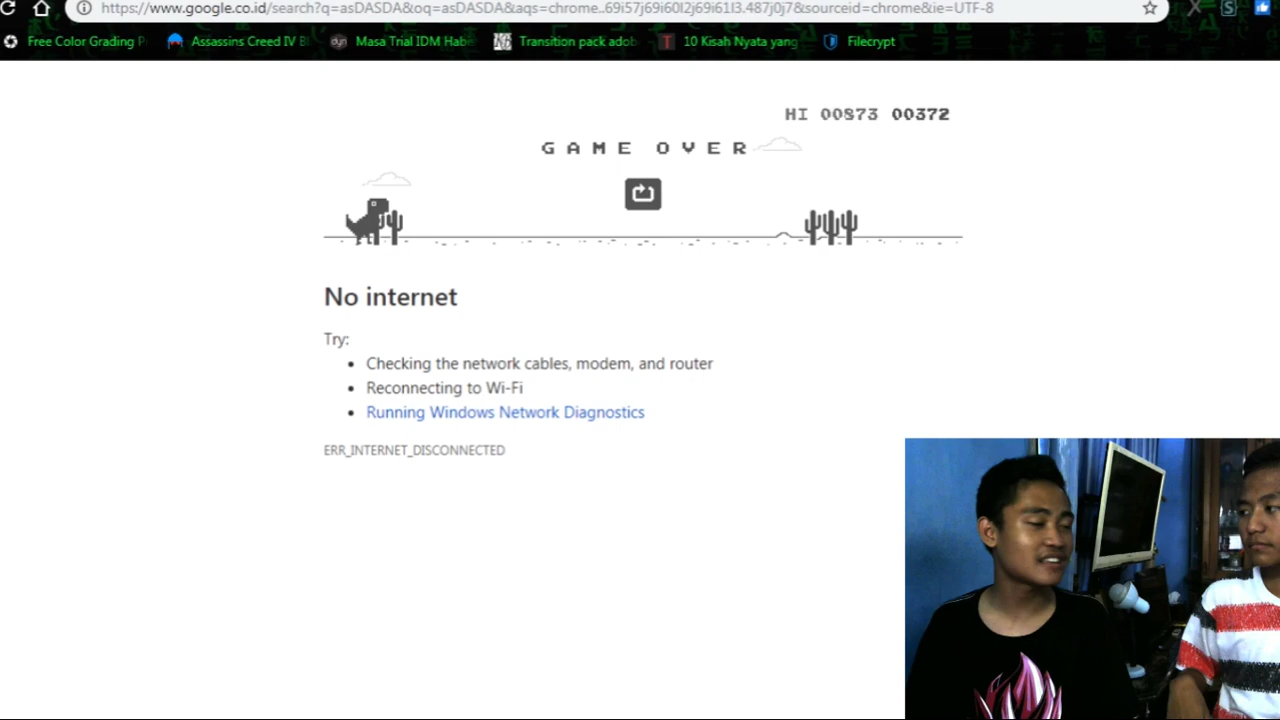 https://www.google.co.id/search?q=asDASDA&oq=asDASDA&aqs=chrome..69i57j69i60l2j69i61l3.487j0j7&sourceid=chrome&ie=UTF-8
Free Color Grading P Assassins Creed IV Bl Masa Trial IDM Habi Transition pack adob 10 Kisah Nyata yang Filecrypt
HI 00873 00372
GAME OVER
No internet
Try:
• Checking the network cables, modem, and router
• Reconnecting to Wi-Fi
• Running Windows Network Diagnostics
ERR_INTERNET_DISCONNECTED